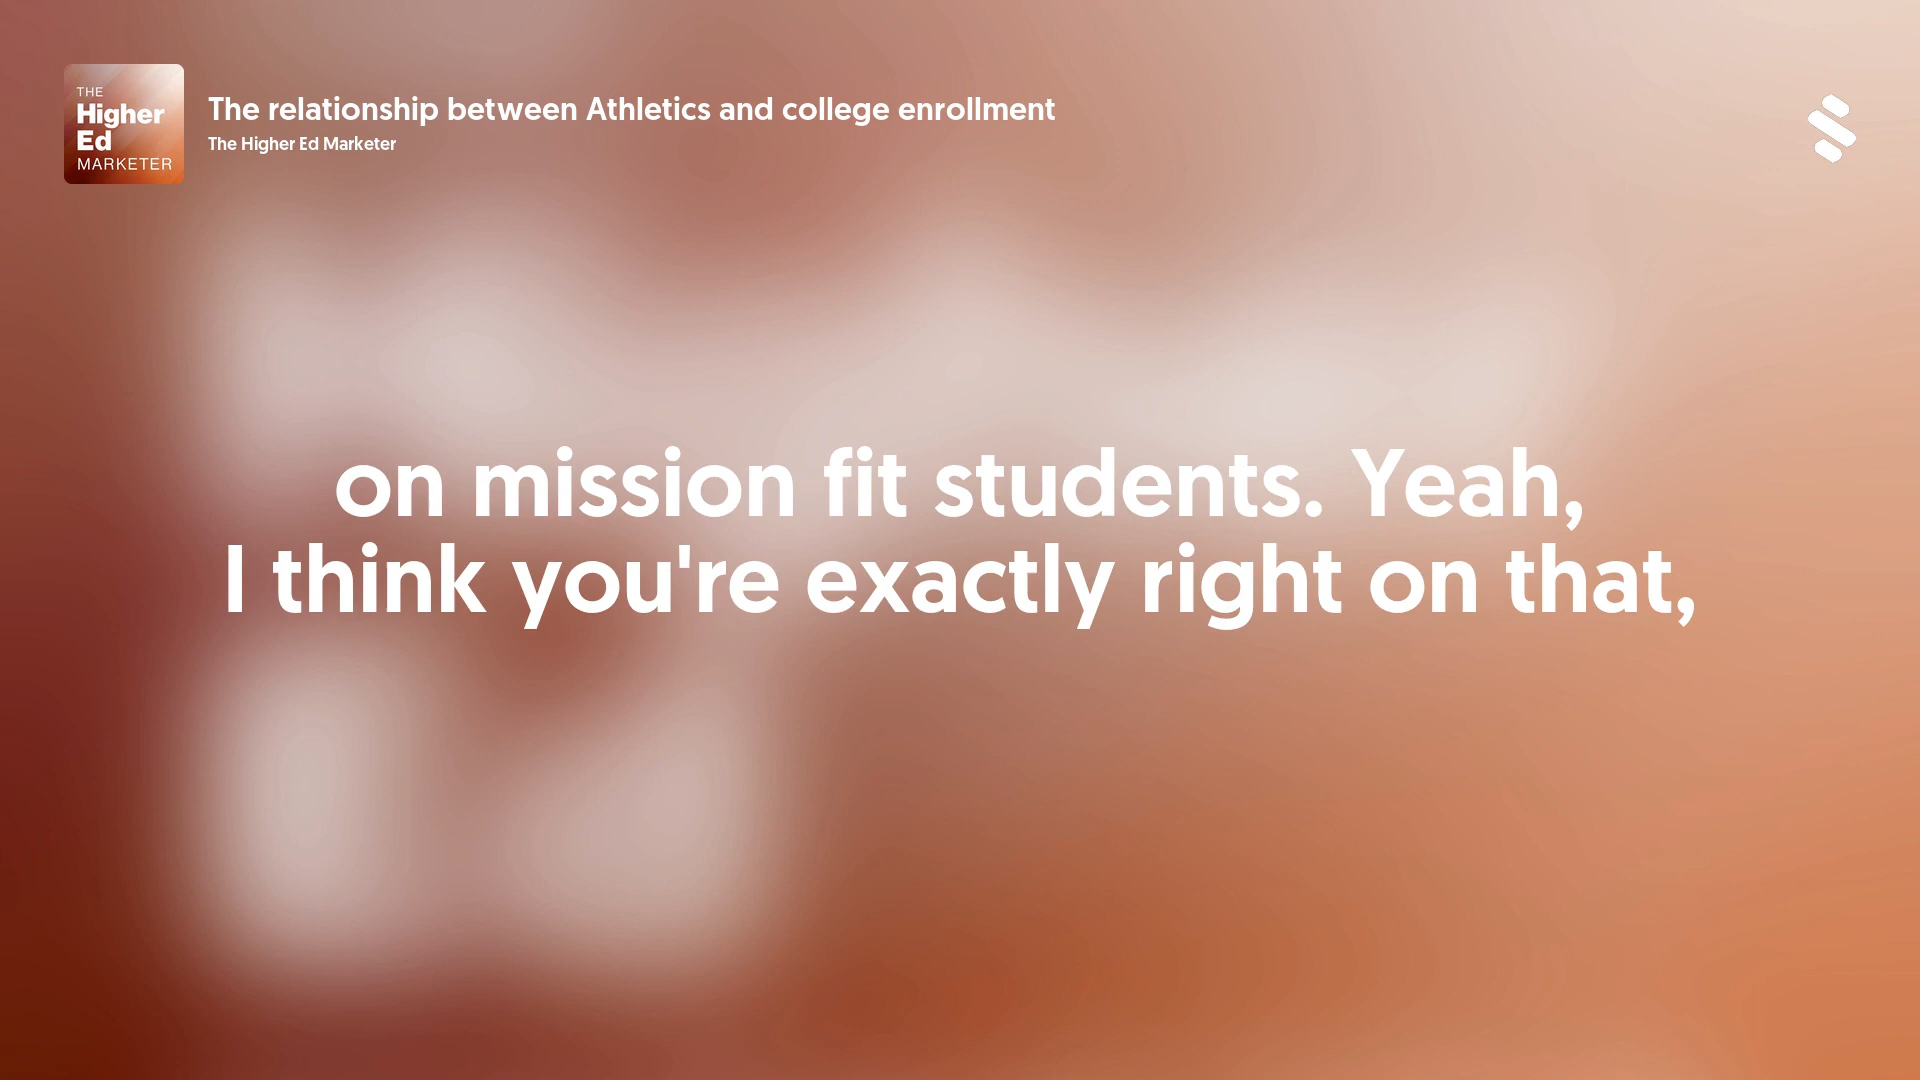 THE
Higher
Ed
MARKETER
The relationship between Athletics and college enrollment
The Higher Ed Marketer
on mission fit students. Yeah,
I think you're exactly right on that,